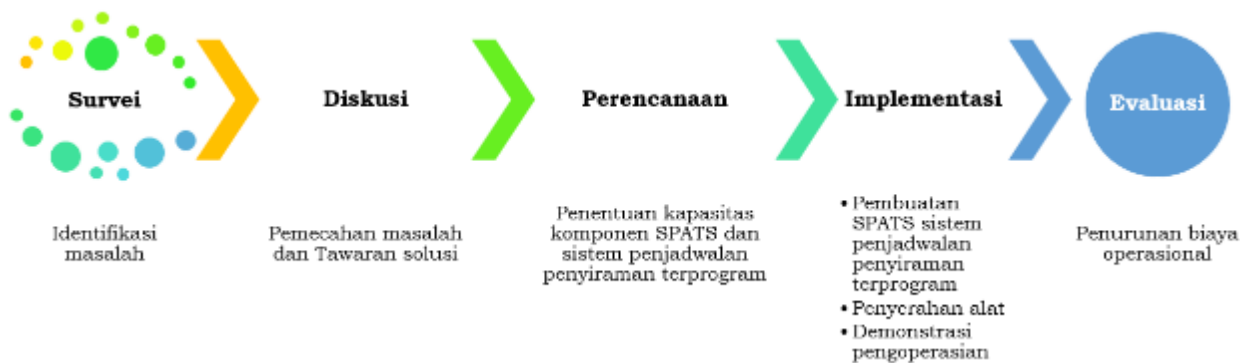 Survei
Diskusi
Perencanaan
Implementasi
Evaluasi
Identifikasi
masalah
Pemecahan masalah
dan Tawaran solusi
Penentuan kapasitas
komponen SPATS dan
sistem penjadwalan
penyiraman terprogram
• Pembuatan
SPATS sistem
penjadwalan
penyiraman
terprogram
• Penyerahan alat
• Demonstrasi
pengoperasian
Penurunan biaya
operasional